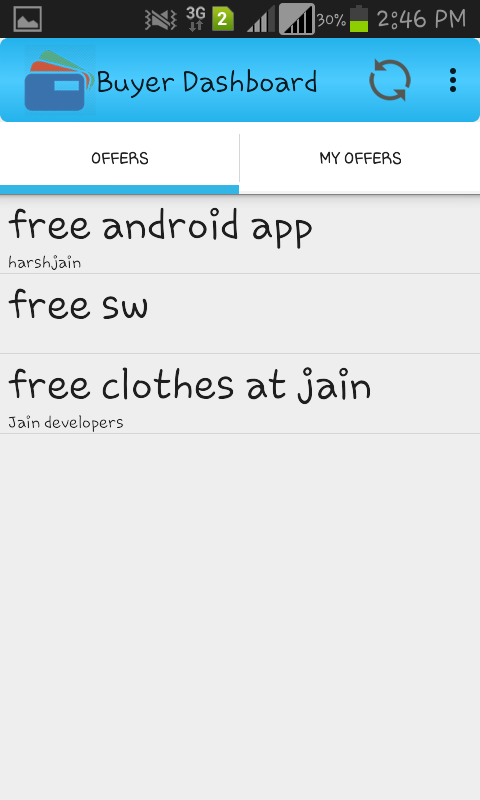 3G 2 30% 2:46 PM
Buyer Dashboard
OFFERS MY OFFERS
free android app
harshjain
free sw
free clothes at jain
Jain developers